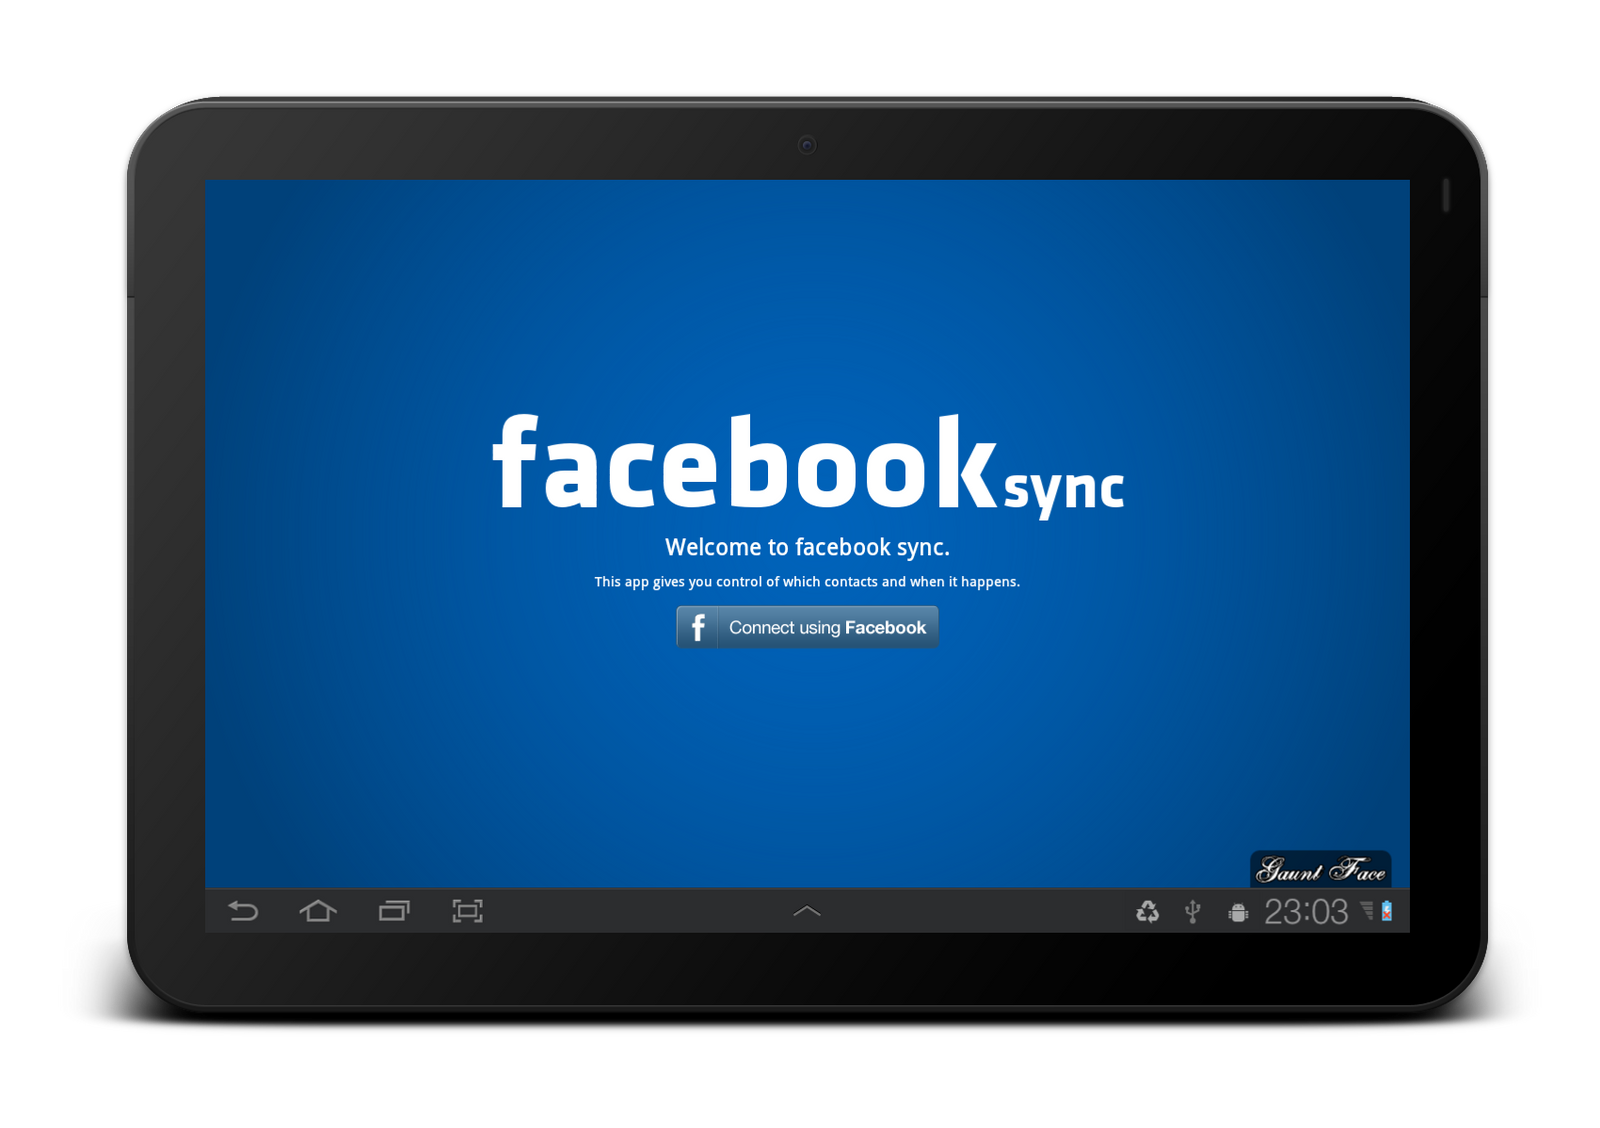 facebook sync
Welcome to facebook sync.
This app gives you control of which contacts and when it happens.
f Connect using Facebook
Gaunt Face
23:03